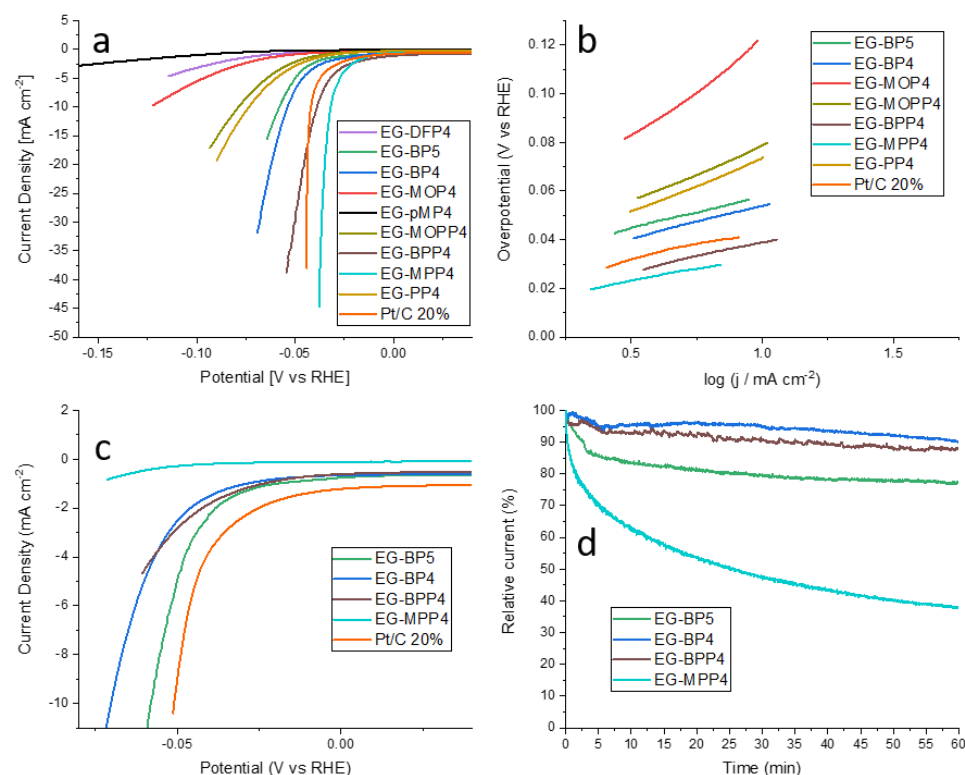 a
0
-5
-10
-15
-20
-25
-30
-35
-40
-45
-50
Current Density [mA cm-2]
EG-DFP4
EG-BP5
EG-BP4
EG-MOP4
EG-pMP4
EG-MOPP4
EG-BPP4
EG-MPP4
EG-PP4
Pt/C 20%
-0.15 -0.10 -0.05 0.00
Potential [V vs RHE]
b
0.12
0.10
0.08
0.06
0.04
0.02
0.00
Overpotential (V vs RHE)
EG-BP5
EG-BP4
EG-MOP4
EG-MOPP4
EG-BPP4
EG-MPP4
EG-PP4
Pt/C 20%
0.5 1.0 1.5
log (j / mA cm-2)
c
2
0
-2
-4
-6
-8
-10
Current Density (mA cm-2)
EG-BP5
EG-BP4
EG-BPP4
EG-MPP4
Pt/C 20%
-0.05 0.00
Potential (V vs RHE)
d
100
90
80
70
60
50
40
30
20
10
0
Relative current (%)
EG-BP5
EG-BP4
EG-BPP4
EG-MPP4
0 5 10 15 20 25 30 35 40 45 50 55 60
Time (min)